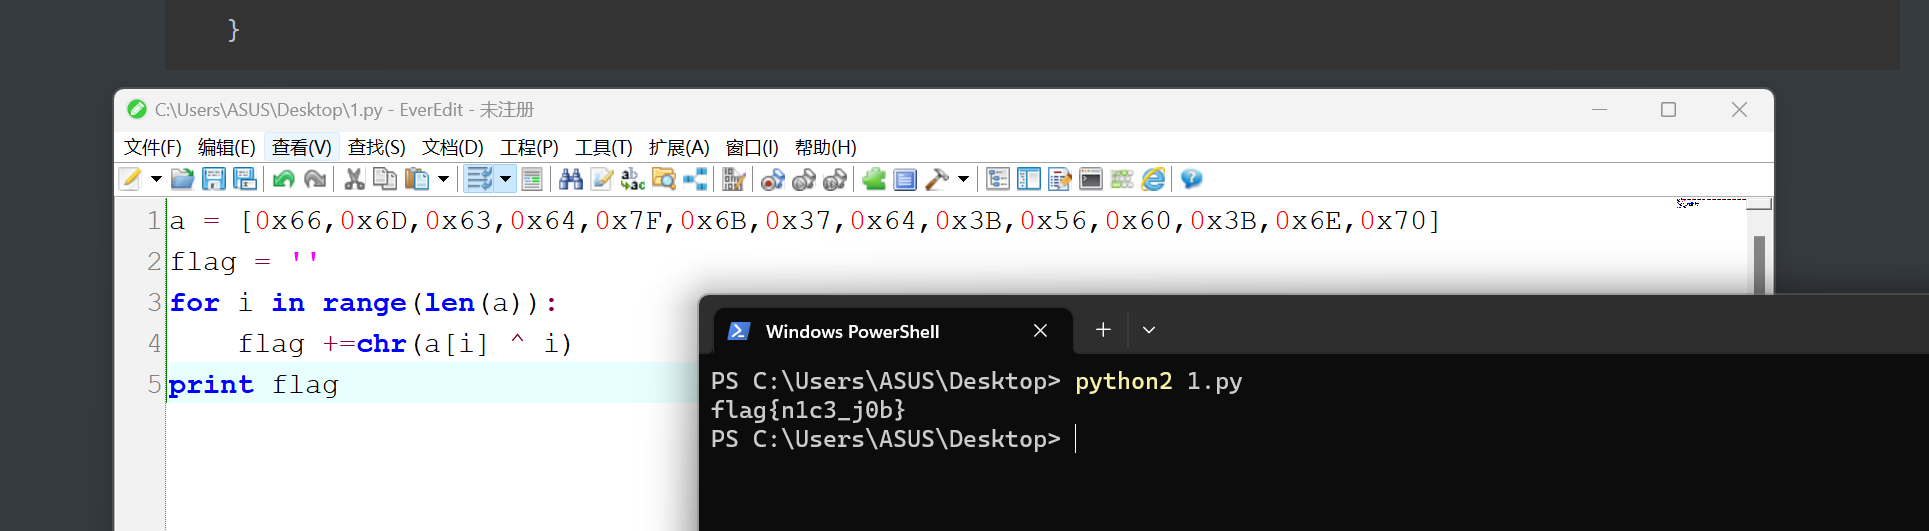 }
C:\Users\ASUS\Desktop\1.py - EverEdit - 未注册
文件(F) 编辑(E) 查看(V) 查找(S) 文档(D) 工程(P) 工具(T) 扩展(A) 窗口(I) 帮助(H)
1 a = [0x66,0x6D,0x63,0x64,0x7F,0x6B,0x37,0x64,0x3B,0x56,0x60,0x3B,0x6E,0x70]
2 flag = ''
3 for i in range(len(a)):
4     flag +=chr(a[i] ^ i)
5 print flag
Windows PowerShell
PS C:\Users\ASUS\Desktop> python2 1.py
flag{n1c3_j0b}
PS C:\Users\ASUS\Desktop>